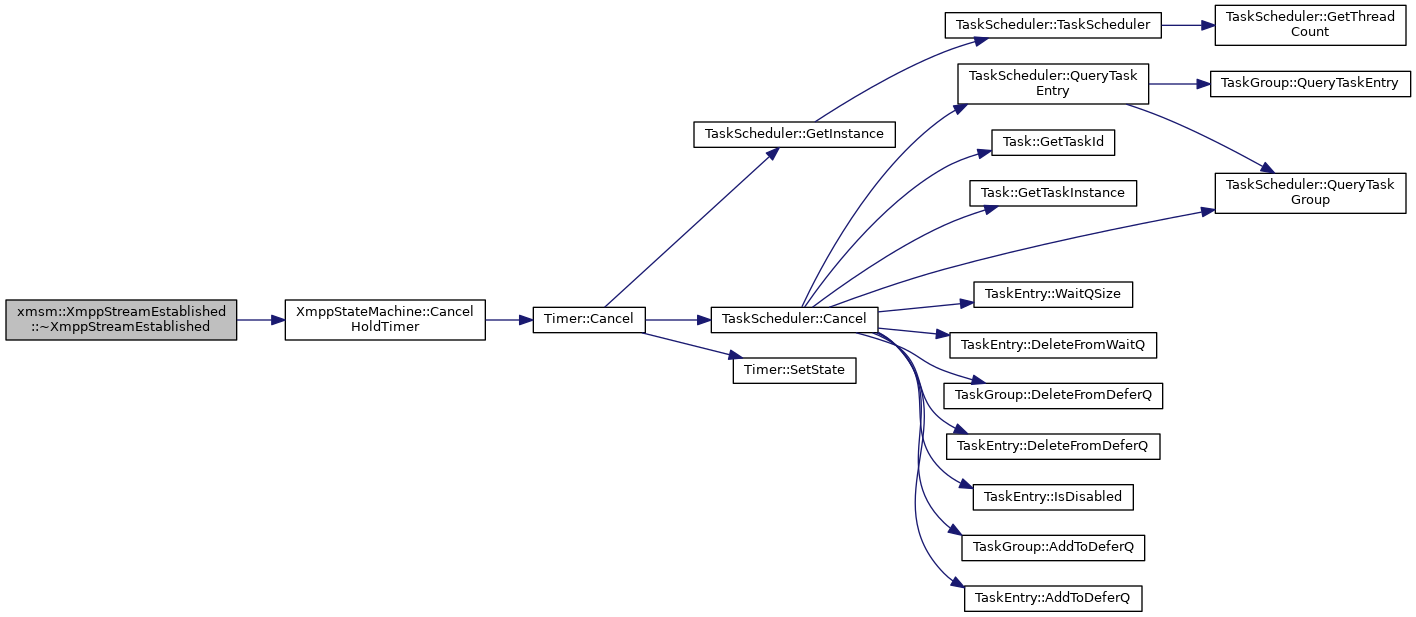 xmsm::XmppStreamEstablished
::~XmppStreamEstablished
XmppStateMachine::Cancel
HoldTimer
Timer::Cancel
TaskScheduler::GetInstance
TaskScheduler::TaskScheduler
TaskScheduler::GetThread
Count
TaskScheduler::Cancel
TaskScheduler::QueryTask
Entry
TaskGroup::QueryTaskEntry
TaskScheduler::QueryTask
Group
Task::GetTaskId
Task::GetTaskInstance
TaskEntry::WaitQSize
TaskEntry::DeleteFromWaitQ
TaskGroup::DeleteFromDeferQ
TaskEntry::DeleteFromDeferQ
TaskEntry::IsDisabled
TaskGroup::AddToDeferQ
TaskEntry::AddToDeferQ
Timer::SetState